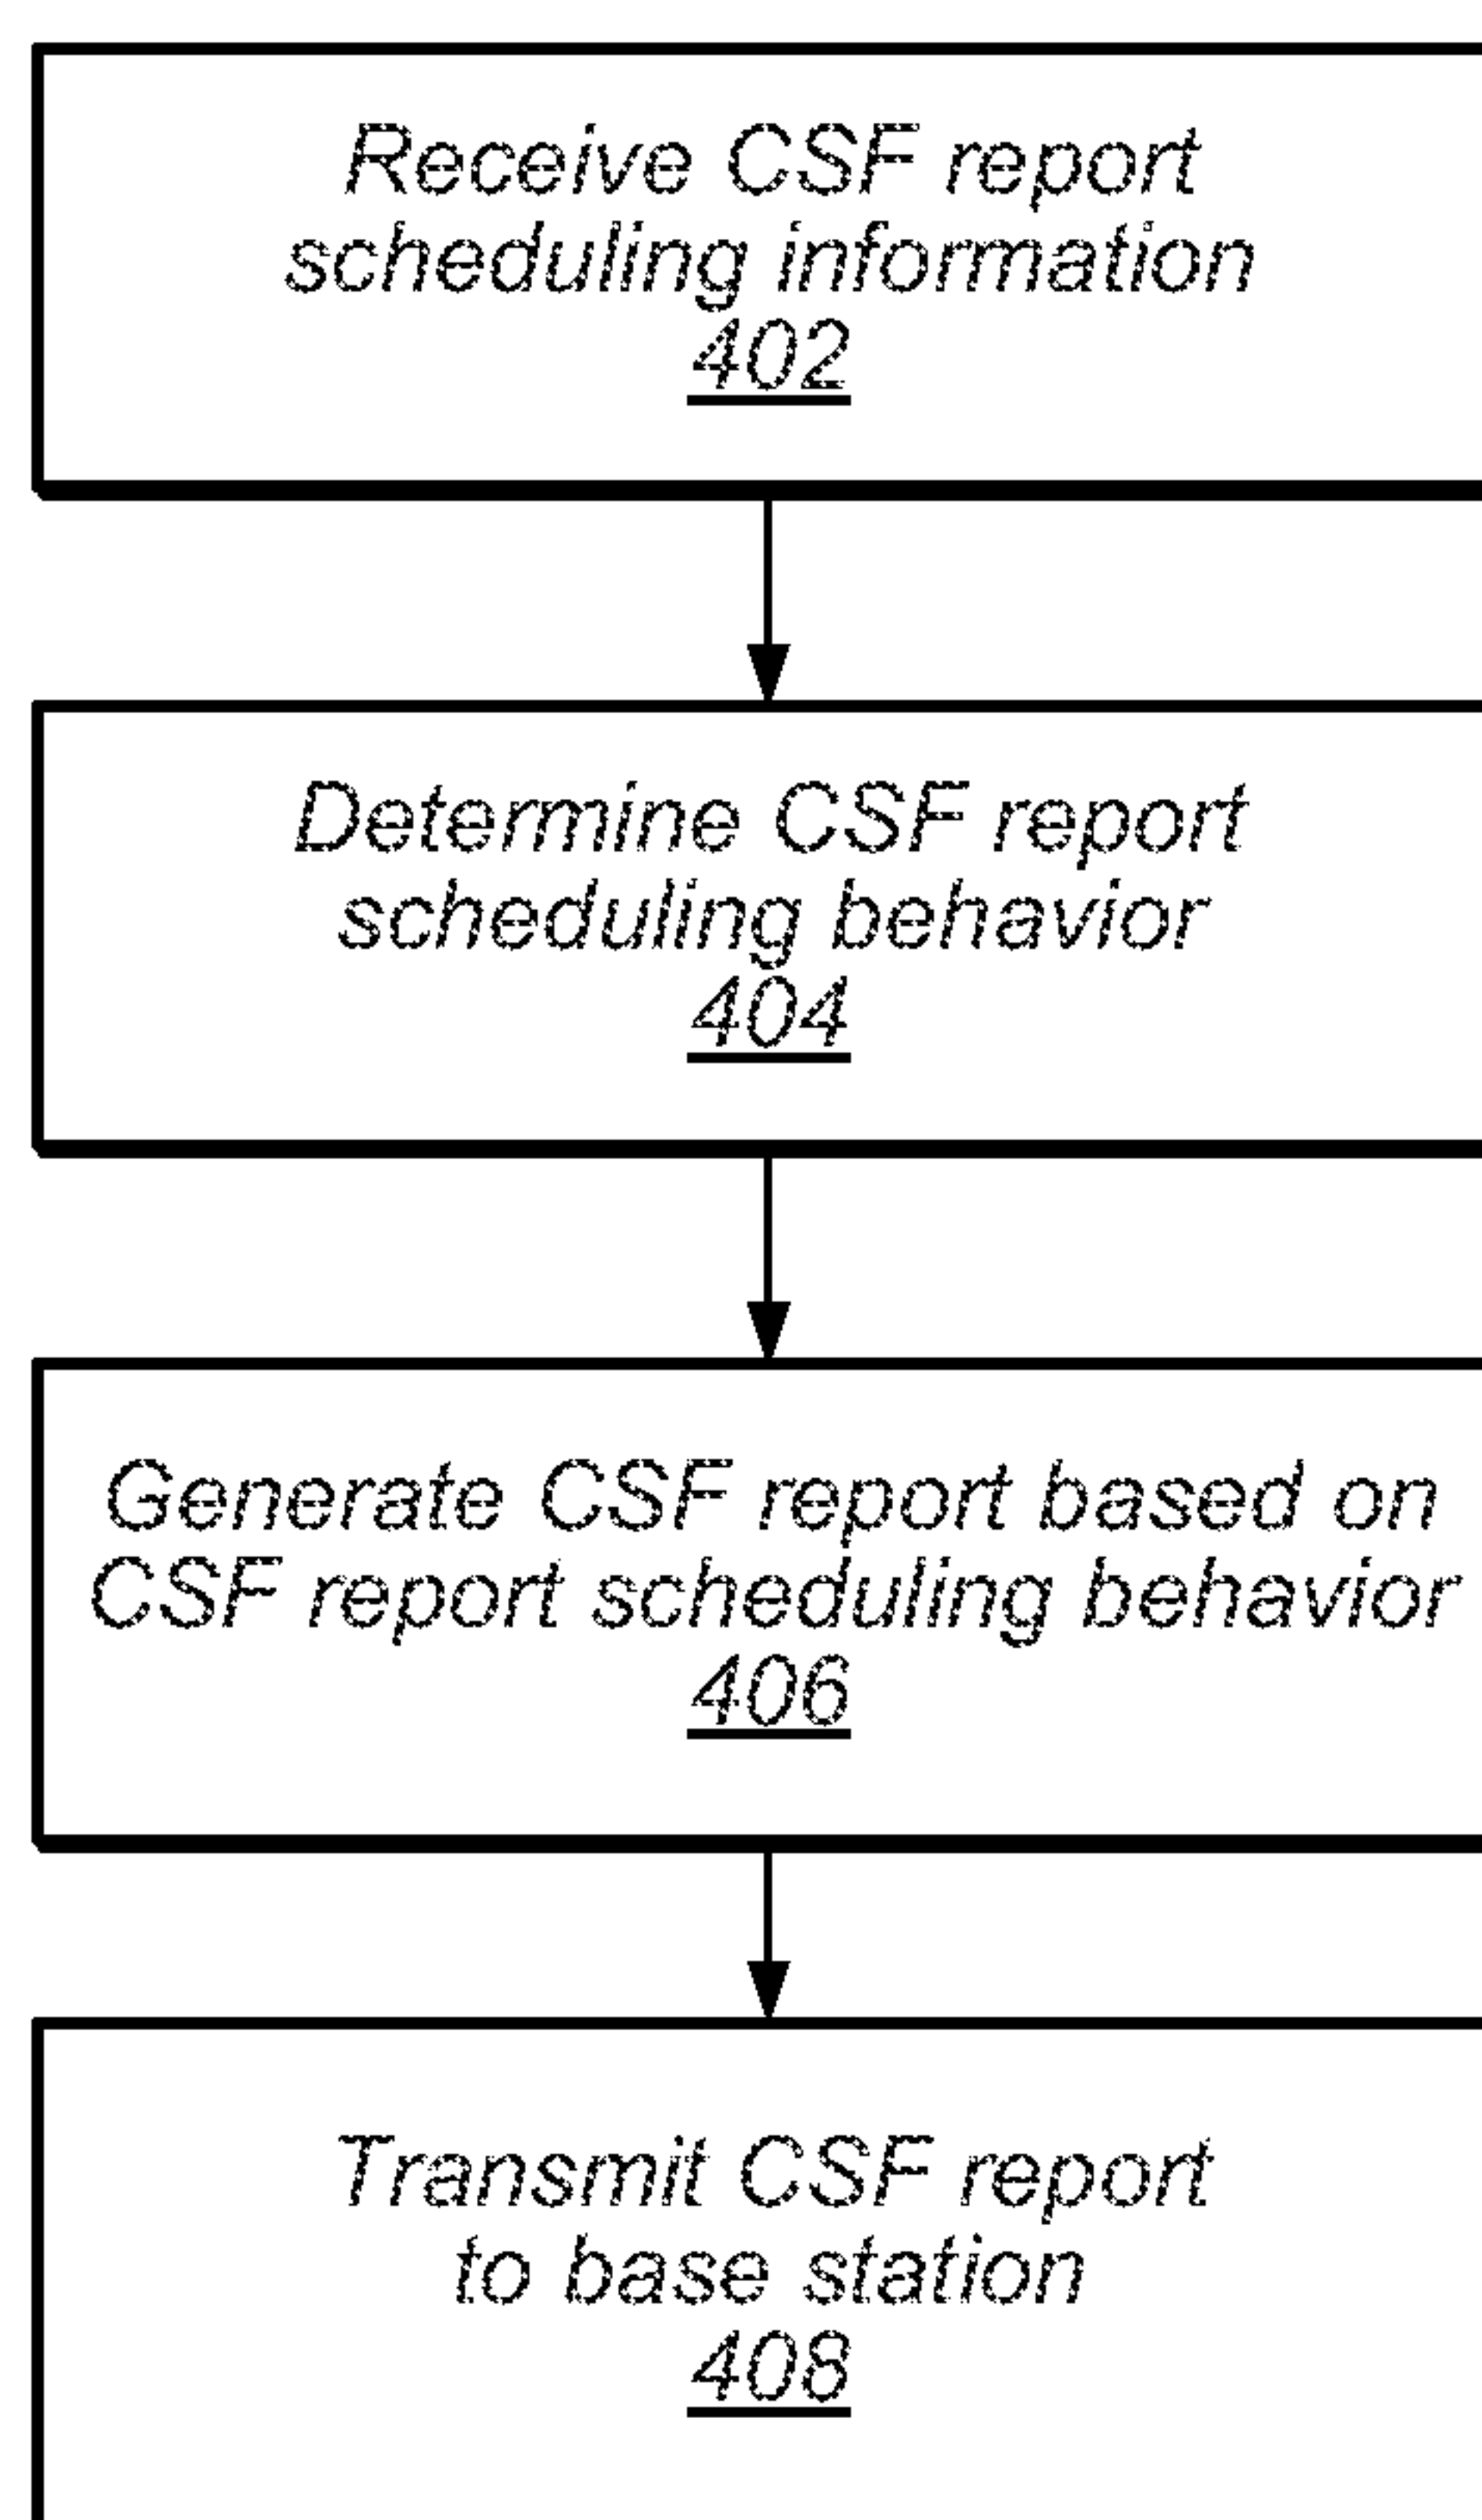 Receive CSF report
scheduling information
402
Determine CSF report
scheduling behavior
404
Generate CSF report based on
CSF report scheduling behavior
406
Transmit CSF report
to base station
408